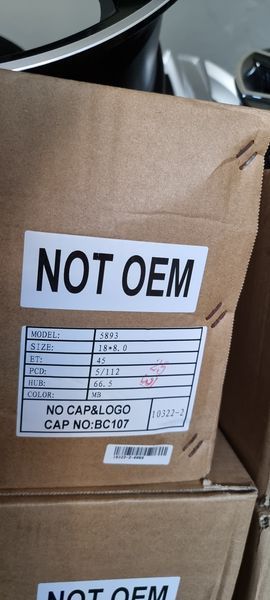 NOT OEM
MODEL: 5893
SIZE: 18*8.0
ET: 45
PCD: 5/112
HUB: 66.5
COLOR: MB
NO CAP&LOGO
CAP NO:BC107
10322-2
NOT OEM